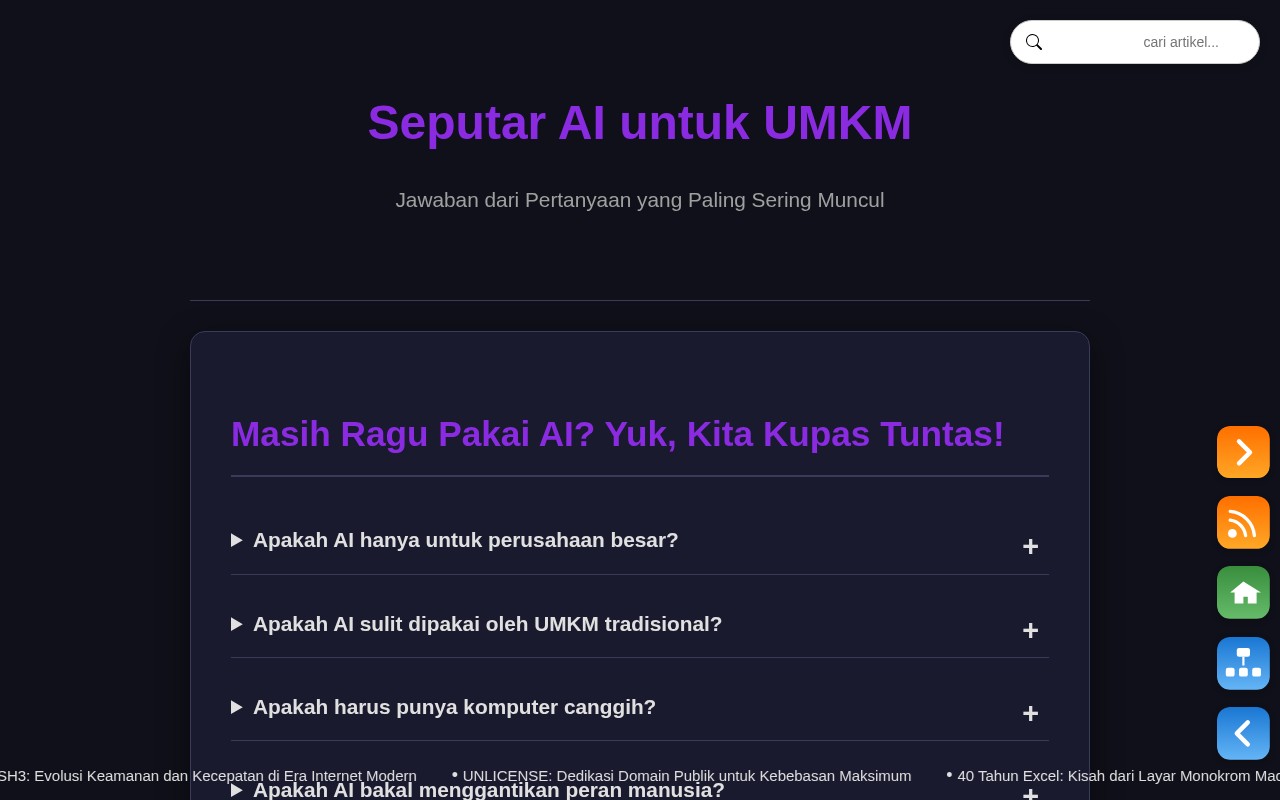 cari artikel...
Seputar AI untuk UMKM
Jawaban dari Pertanyaan yang Paling Sering Muncul
Masih Ragu Pakai AI? Yuk, Kita Kupas Tuntas!
Apakah AI hanya untuk perusahaan besar? +
Apakah AI sulit dipakai oleh UMKM tradisional? +
Apakah harus punya komputer canggih? +
SH3: Evolusi Keamanan dan Kecepatan di Era Internet Modern • UNLICENSE: Dedikasi Domain Publik untuk Kebebasan Maksimum • 40 Tahun Excel: Kisah dari Layar Monokrom
Apakah AI bakal menggantikan peran manusia? +